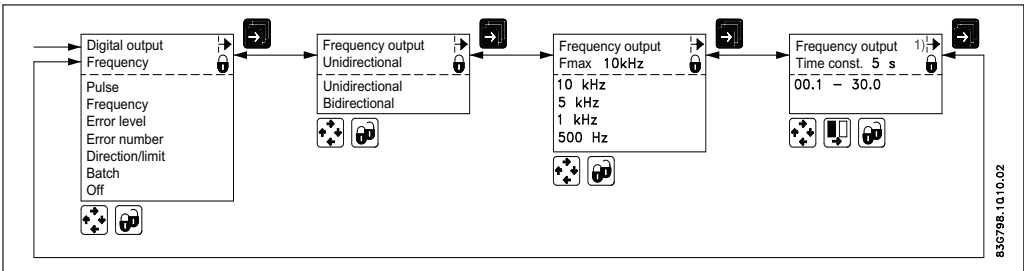 Digital output
Frequency
Pulse
Frequency
Error level
Error number
Direction/limit
Batch
Off
Frequency output
Unidirectional
Unidirectional
Bidirectional
Frequency output
Fmax 10kHz
10 kHz
5 kHz
1 kHz
500 Hz
Frequency output 1)
Time const. 5 s
00.1 – 30.0
83G798.10.10.02